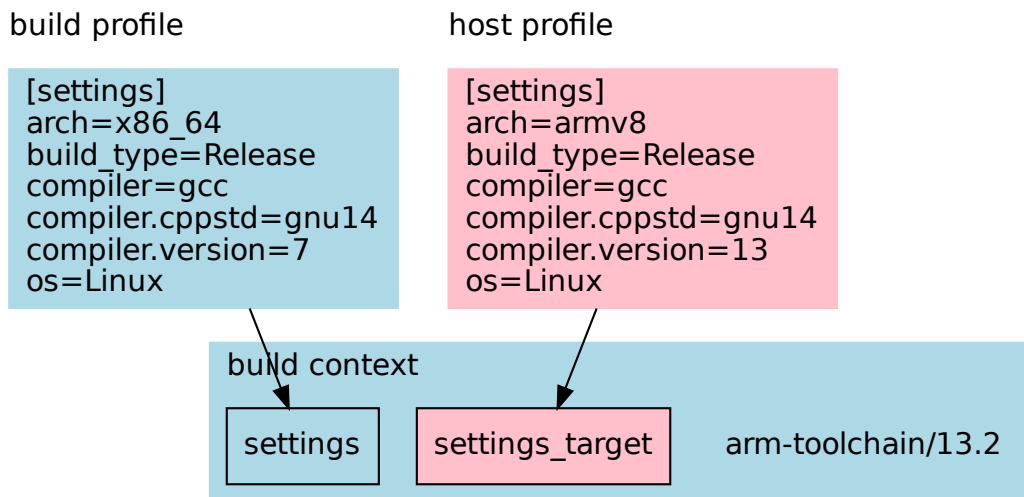 build profile
[settings]
arch=x86_64
build_type=Release
compiler=gcc
compiler.cppstd=gnu14
compiler.version=7
os=Linux
host profile
[settings]
arch=armv8
build_type=Release
compiler=gcc
compiler.cppstd=gnu14
compiler.version=13
os=Linux
build context
settings
settings_target
arm-toolchain/13.2